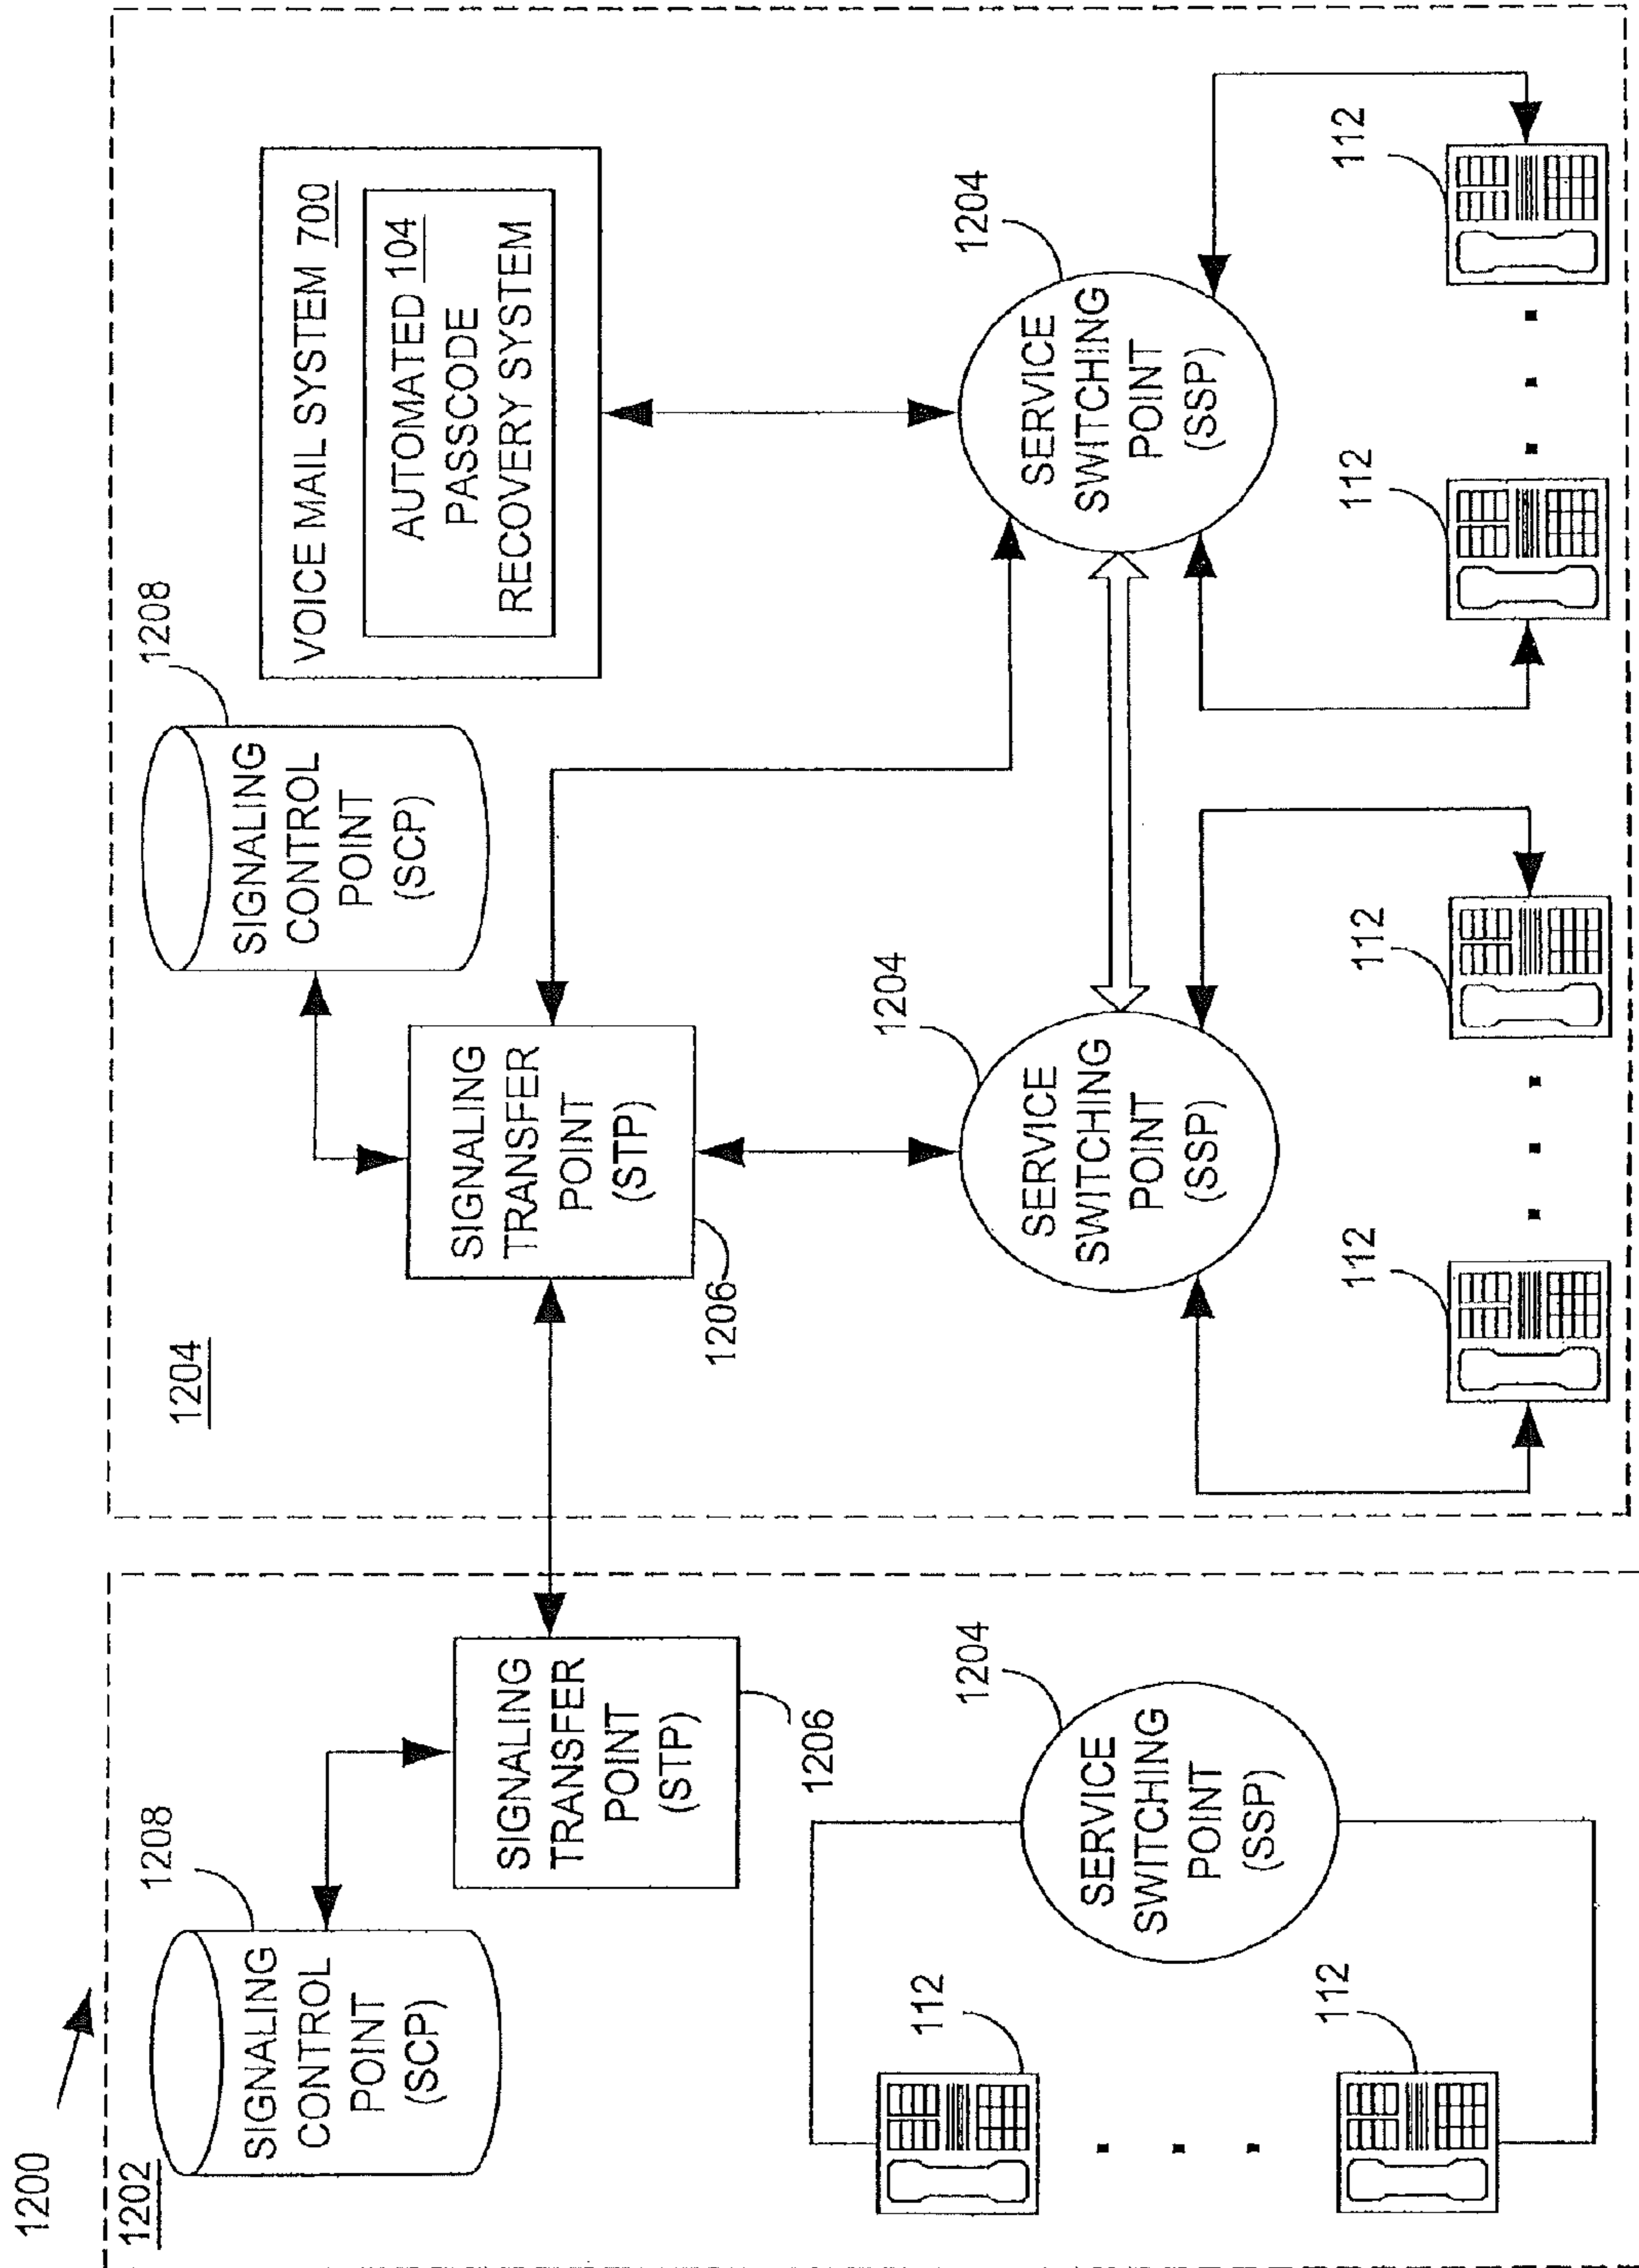 1200
1202
1208
SIGNALING
CONTROL
POINT
(SCP)
SIGNALING
TRANSFER
POINT
(STP)
1206
1204
SERVICE
SWITCHING
POINT
(SSP)
112
112
1204
1208
SIGNALING
CONTROL
POINT
(SCP)
SIGNALING
TRANSFER
POINT
(STP)
1206
VOICE MAIL SYSTEM 700
AUTOMATED 104
PASSCODE
RECOVERY SYSTEM
1204
SERVICE
SWITCHING
POINT
(SSP)
1204
SERVICE
SWITCHING
POINT
(SSP)
112
112
112
112